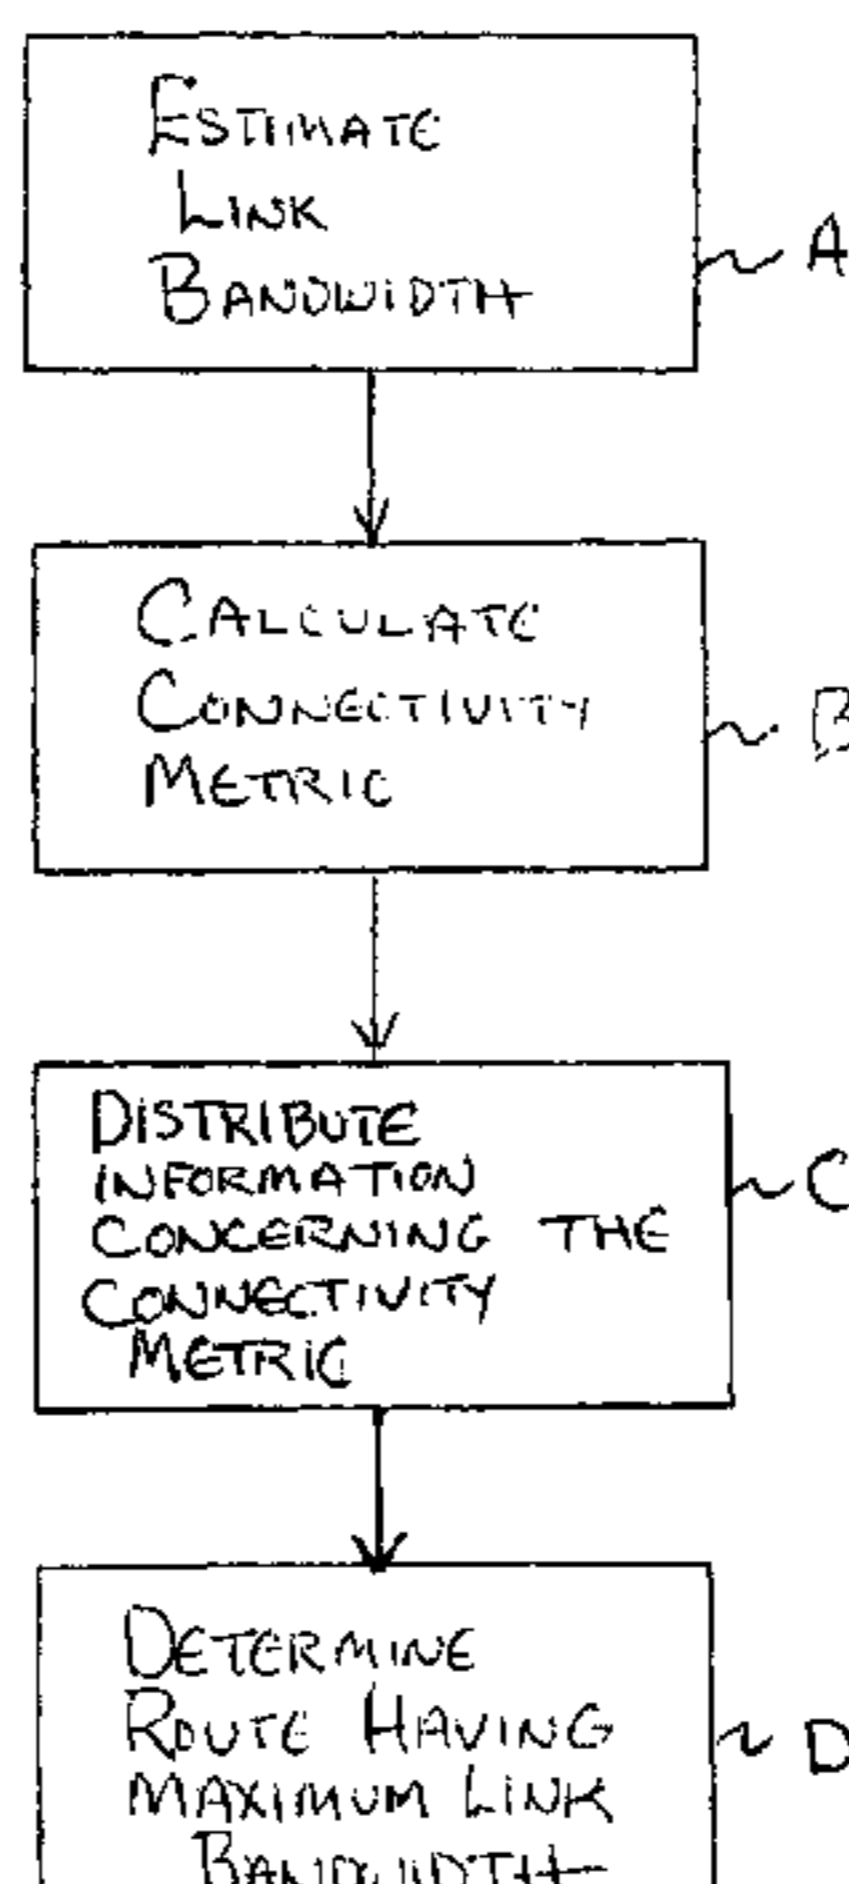 ESTIMATE
LINK
BANDWIDTH
A
CALCULATE
CONNECTIVITY
METRIC
B
DISTRIBUTE
INFORMATION
CONCERNING THE
CONNECTIVITY
METRIC
C
DETERMINE
ROUTE HAVING
MAXIMUM LINK
BANDWIDTH
D